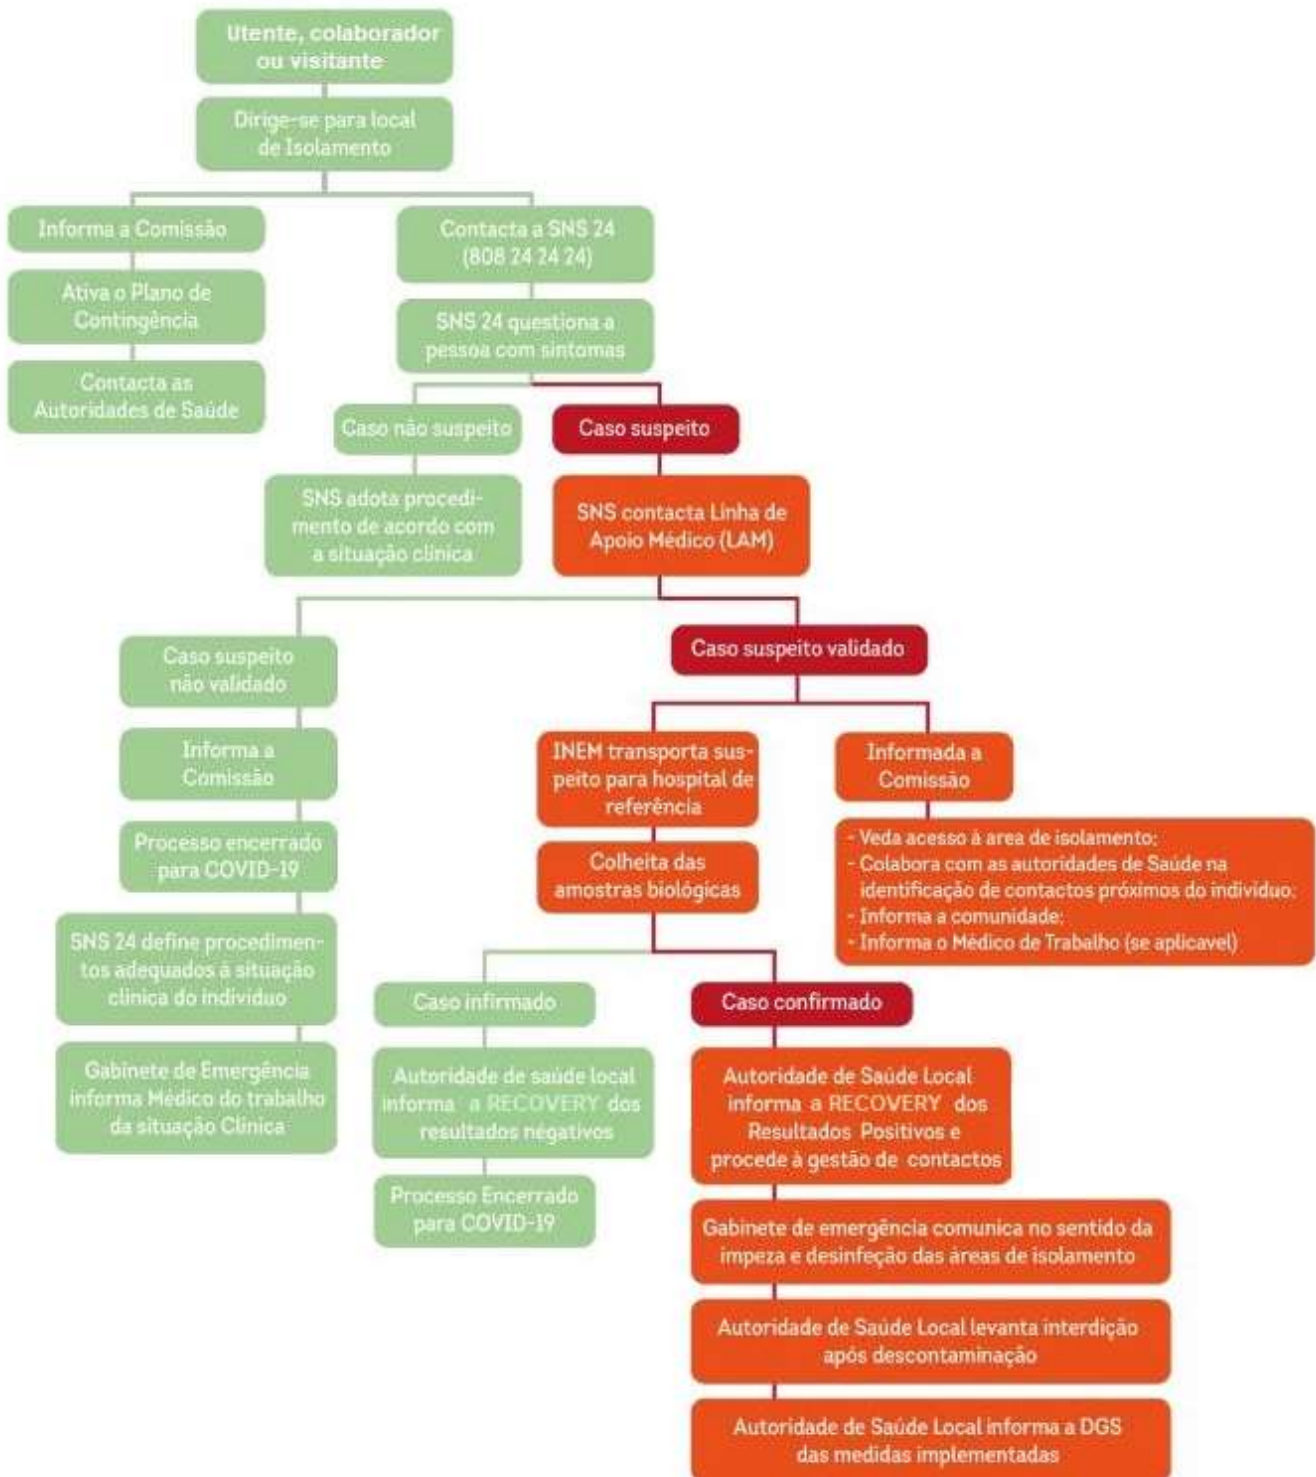 Utente, colaborador
ou visitante
Dirige-se para local
de Isolamento
Informa a Comissão
Ativa o Plano de
Contingência
Contacta as
Autoridades de Saúde
Contacta a SNS 24
(808 24 24 24)
SNS 24 questiona a
pessoa com sintomas
Caso não suspeito
SNS adota procedi-
mento de acordo com
a situação clínica
Caso suspeito
SNS contacta Linha de
Apoio Médico (LAM)
Caso suspeito
não validado
Informa a
Comissão
Processo encerrado
para COVID-19
SNS 24 define procedimen-
tos adequados à situação
clínica do indivíduo
Gabinete de Emergência
informa Médico do trabalho
da situação Clínica
Caso suspeito validado
INEM transporta sus-
peito para hospital de
referência
Colheita das
amostras biológicas
Informada a
Comissão
- Veda acesso à area de isolamento;
- Colabora com as autoridades de Saúde na
identificação de contactos próximos do indivíduo;
- Informa a comunidade;
- Informa o Médico de Trabalho (se aplicavel)
Caso infirmado
Autoridade de saúde local
informa a RECOVERY dos
resultados négativos
Processo Encerrado
para COVID-19
Caso confirmado
Autoridade de Saúde Local
informa a RECOVERY dos
Resultados Positivos e
procede à gestão de contactos
Gabinete de emergência comunica no sentido da
impeza e desinfeção das áreas de isolamento
Autoridade de Saúde Local levanta interdição
após descontaminação
Autoridade de Saúde Local informa a DGS
das medidas implementadas